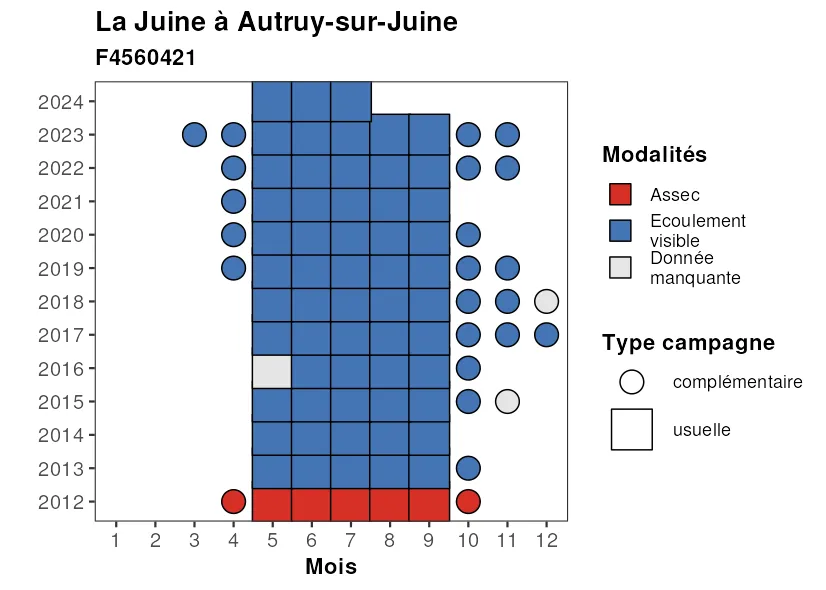 La Juine à Autruy-sur-Juine
F4560421
2024
2023
2022
2021
2020
2019
2018
2017
2016
2015
2014
2013
2012
1 2 3 4 5 6 7 8 9 10 11 12
Mois
Modalités
Assec
Ecoulement
visible
Donnée
manquante
Type campagne
complémentaire
usuelle